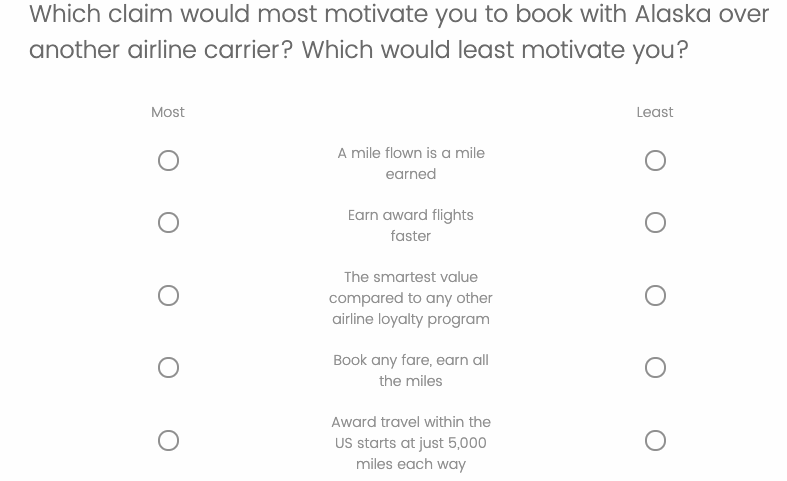 Which claim would most motivate you to book with Alaska over
another airline carrier? Which would least motivate you?
Most
Least
A mile flown is a mile
earned
Earn award flights
faster
The smartest value
compared to any other
airline loyalty program
Book any fare, earn all
the miles
Award travel within the
US starts at just 5,000
miles each way